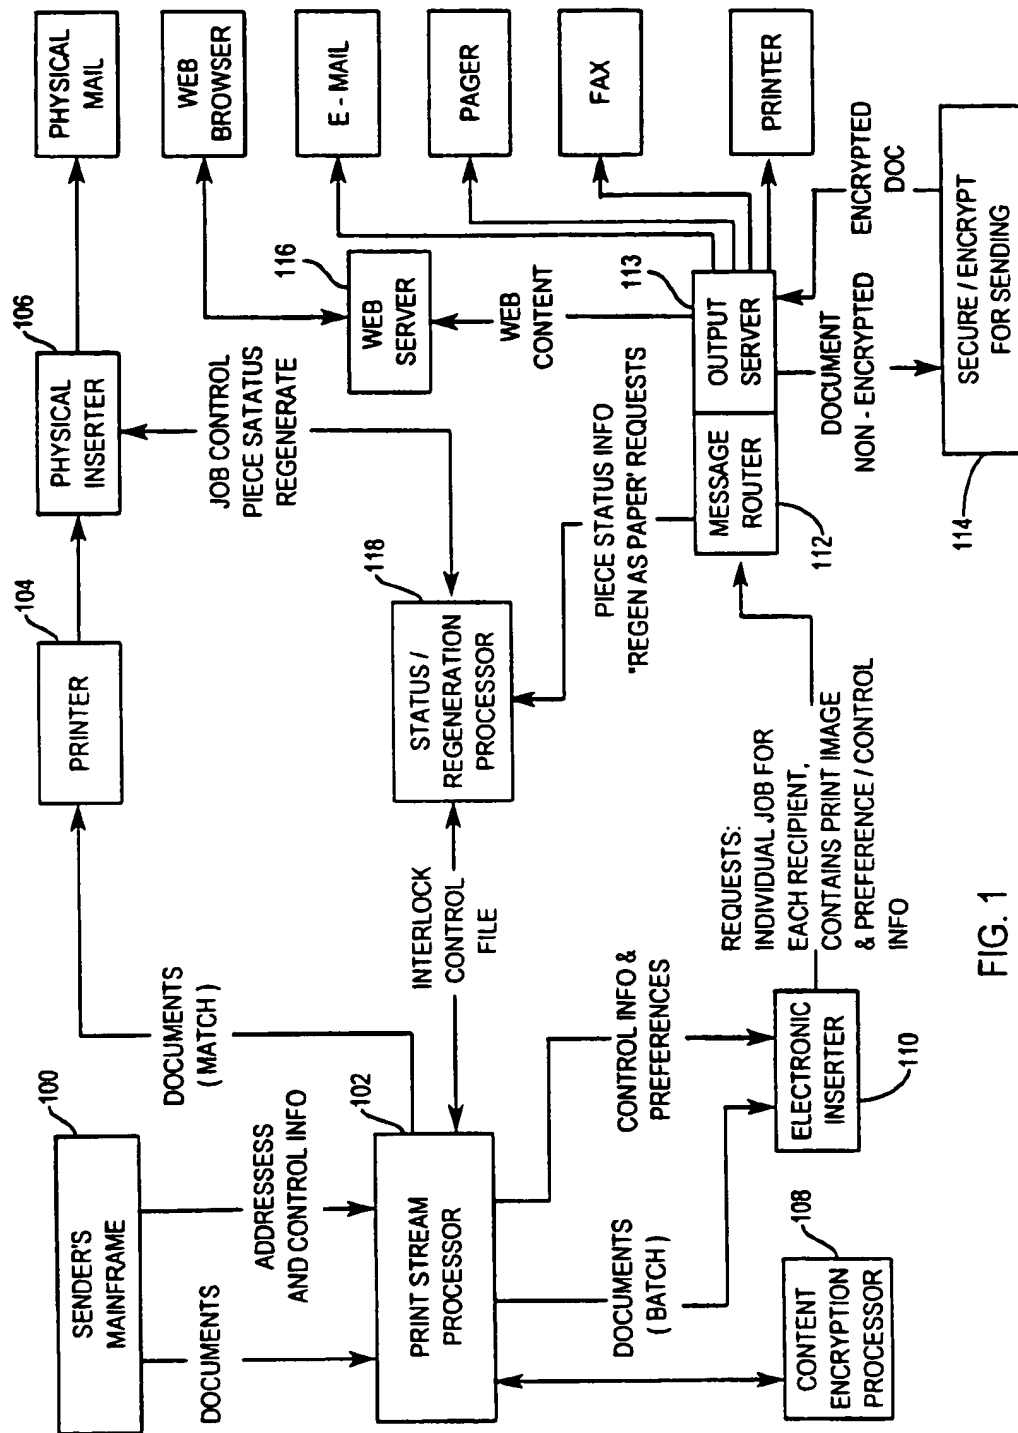 100
SENDER'S
MAINFRAME
DOCUMENTS
ADDRESSESS
AND CONTROL INFO
102
PRINT STREAM
PROCESSOR
DOCUMENTS
( MATCH )
104
PRINTER
106
PHYSICAL
INSERTER
PHYSICAL
MAIL
108
CONTENT
ENCRYPTION
PROCESSOR
DOCUMENTS
( BATCH )
CONTROL INFO &
PREFERENCES
INTERLOCK
CONTROL
FILE
118
STATUS /
REGENERATION
PROCESSOR
JOB CONTROL
PIECE SATATUS
REGENERATE
116
WEB
SERVER
WEB
BROWSER
E - MAIL
PAGER
FAX
PRINTER
WEB
CONTENT
PIECE STATUS INFO
'REGEN AS PAPER' REQUESTS
113
MESSAGE
ROUTER
OUTPUT
SERVER
112
ELECTRONIC
INSERTER
110
REQUESTS:
INDIVIDUAL JOB FOR
EACH RECIPIENT,
CONTAINS PRINT IMAGE
& PREFERENCE / CONTROL
INFO
DOCUMENT
NON - ENCRYPTED
ENCRYPTED
DOC
114
SECURE / ENCRYPT
FOR SENDING
FIG. 1